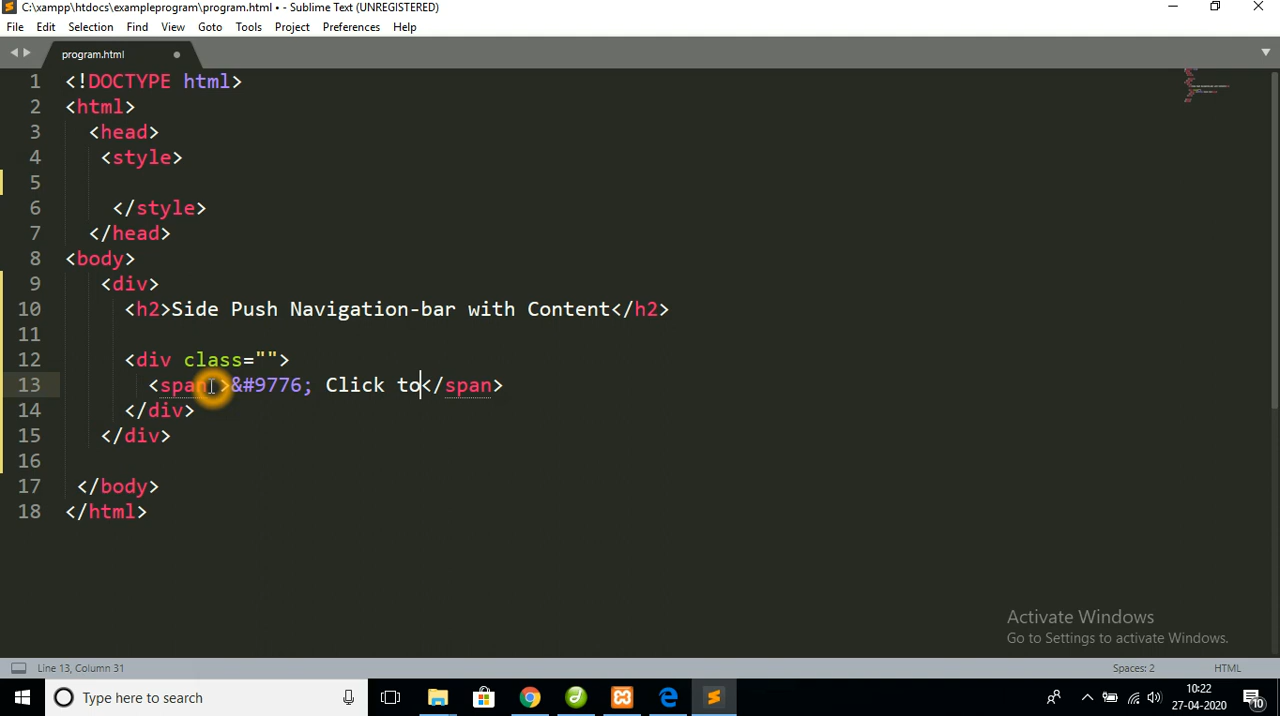 C:\xampp\htdocs\exampleprogram\program.html • - Sublime Text (UNREGISTERED)
File Edit Selection Find View Goto Tools Project Preferences Help
program.html
1 <!DOCTYPE html>
2 <html>
3 <head>
4 <style>
5
6 </style>
7 </head>
8 <body>
9 <div>
10 <h2>Side Push Navigation-bar with Content</h2>
11
12 <div class="">
13 <span >&#9776; Click to</span>
14 </div>
15 </div>
16
17 </body>
18 </html>
Activate Windows
Go to Settings to activate Windows.
Line 13, Column 31 Spaces: 2 HTML
Type here to search
10:22
27-04-2020
10